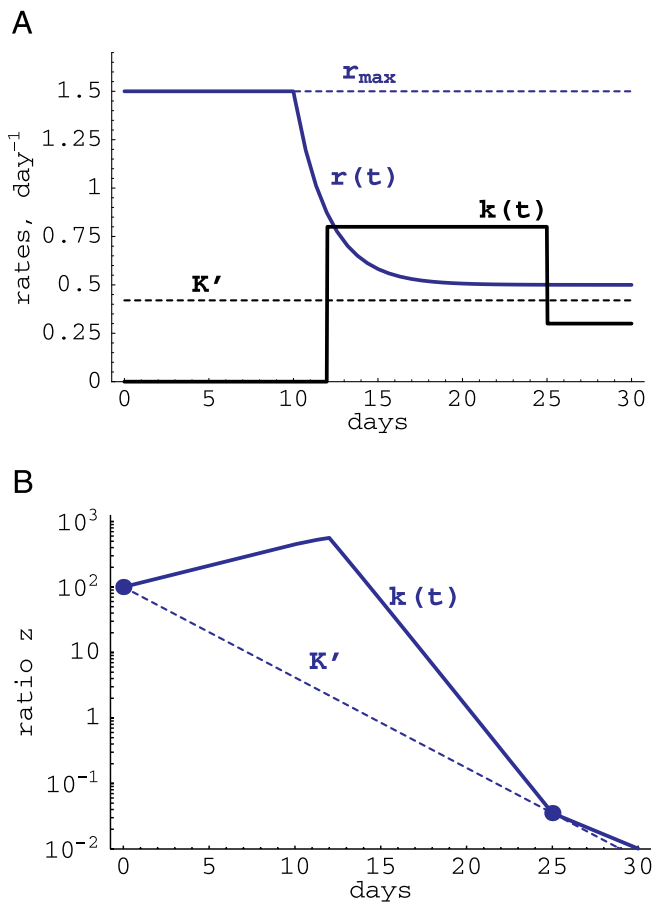 A
r_max
1.5
1.25
r(t)
1
k(t)
0.75
0.5
K′
0.25
0
rates, day⁻¹
0 5 10 15 20 25 30
days
B
10³
10²
k(t)
10
K′
1
10⁻¹
10⁻²
ratio z
0 5 10 15 20 25 30
days